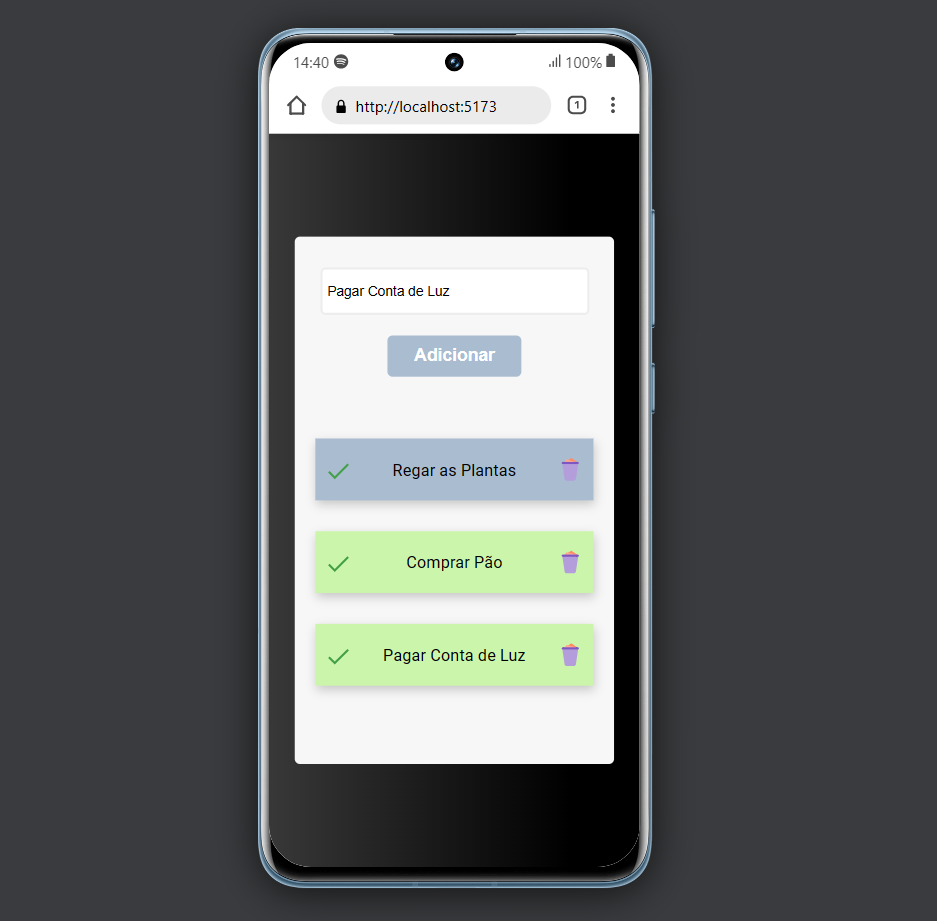 14:40
100%
http://localhost:5173
1
Pagar Conta de Luz
Adicionar
Regar as Plantas
Comprar Pão
Pagar Conta de Luz